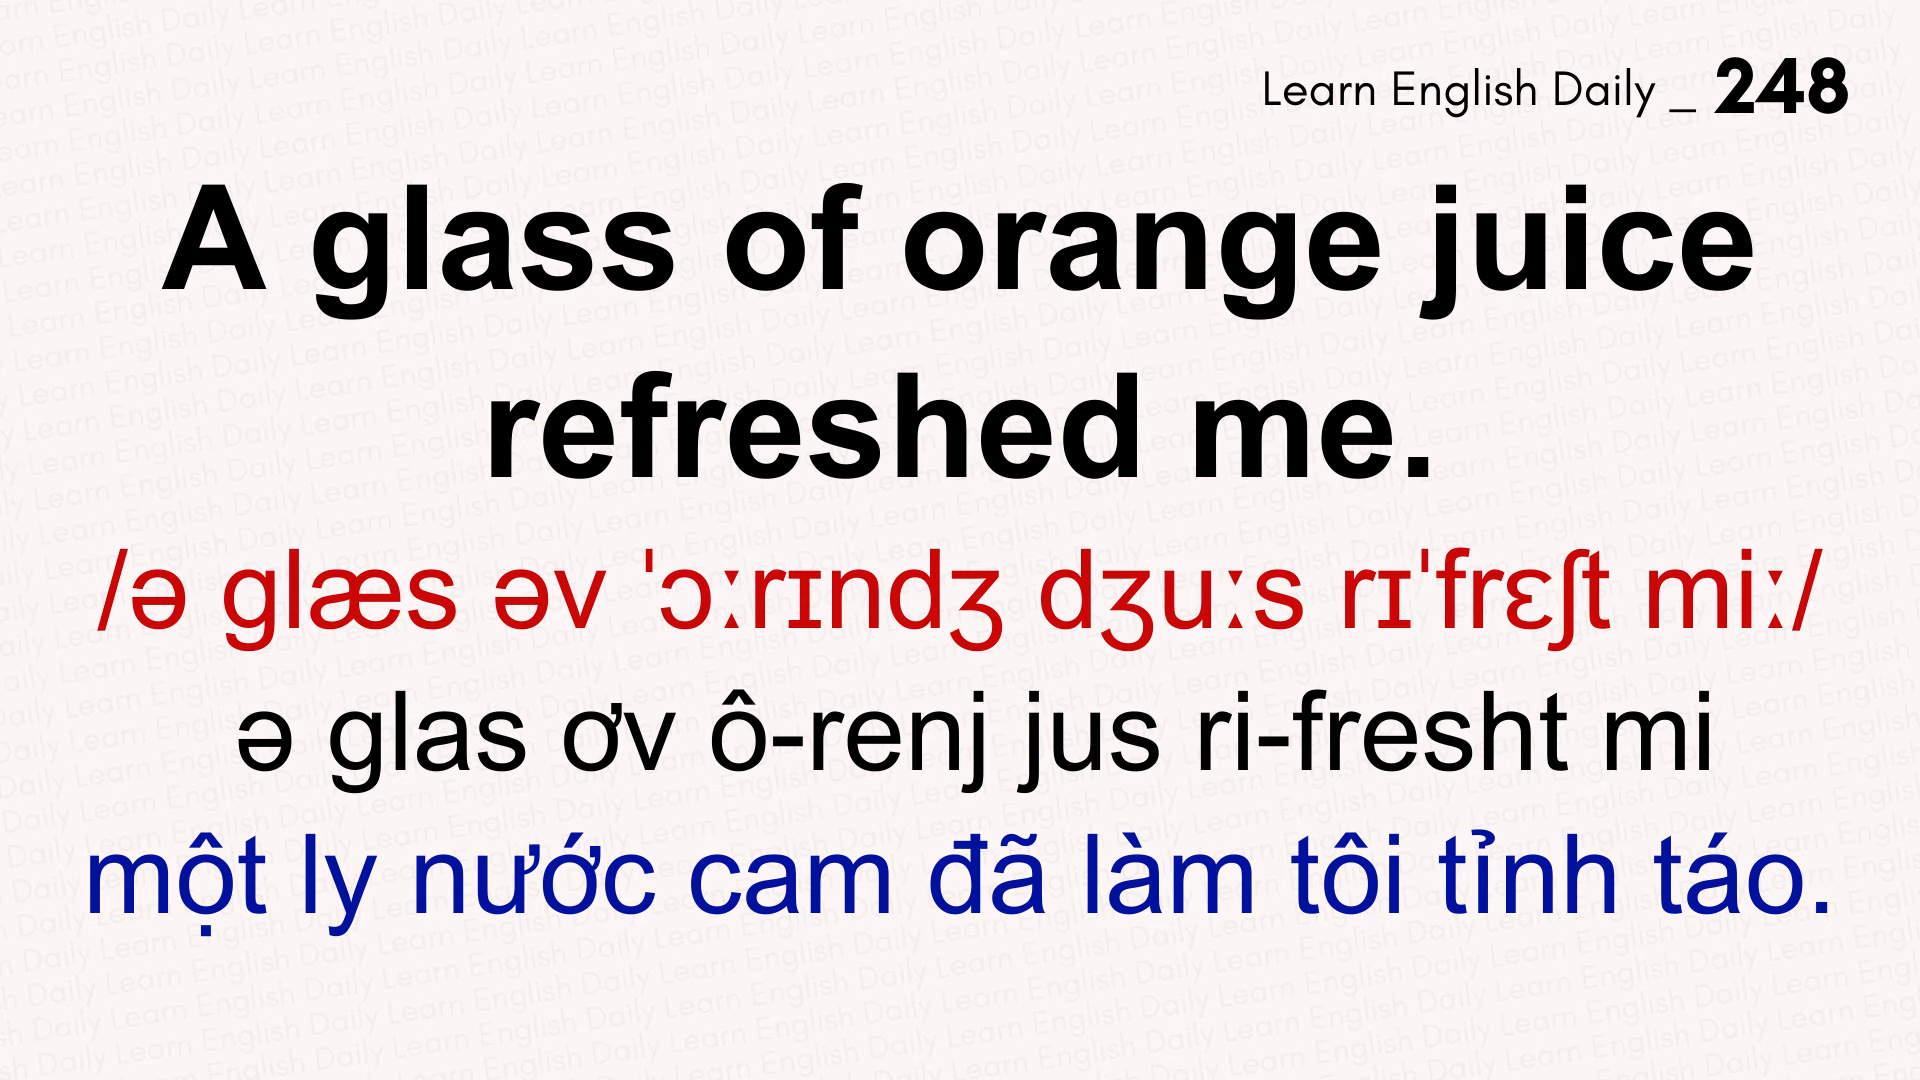 Learn English Daily _ 248
A glass of orange juice
refreshed me.
/ə ɡlæs əv ˈɔːrɪndʒ dʒuːs rɪˈfrɛʃt miː/
ə glas ơv ô-renj jus ri-fresht mi
một ly nước cam đã làm tôi tỉnh táo.